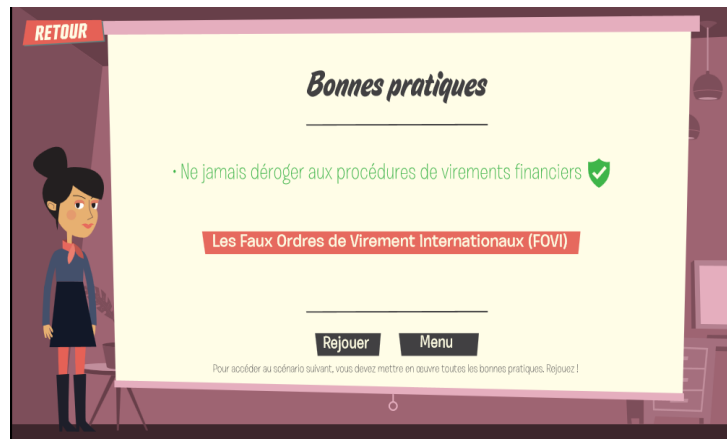 RETOUR
Bonnes pratiques
• Ne jamais déroger aux procédures de virements financiers
Les Faux Ordres de Virement Internationaux (FOVI)
Rejouer
Menu
Pour accéder au scénario suivant, vous devez mettre en œuvre toutes les bonnes pratiques. Rejouez !